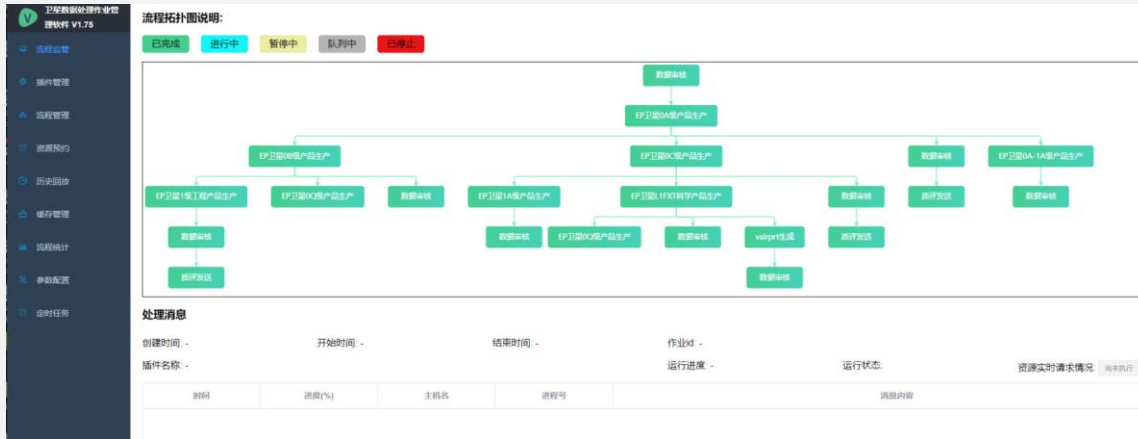 卫星数据处理作业管
理软件 V1.75
流程监管
插件管理
流程管理
资源预约
历史回放
缓存管理
流程统计
参数配置
定时任务
流程拓扑图说明:
已完成 进行中 暂停中 队列中 已停止
数据审核
EP卫星0A级产品生产
EP卫星0B级产品生产 EP卫星0C级产品生产 数据审核 EP卫星0A-1A级产品生产
EP卫星1级工程产品生产 EP卫星0Q级产品生产 数据审核 EP卫星1A级产品生产 EP卫星L1FXT科学产品生产 数据审核 质评发送 数据审核
数据审核 数据审核 EP卫星0Q级产品生产 数据审核 valrprt生成 质评发送
质评发送 数据审核
处理消息
创建时间: - 开始时间: - 结束时间: - 作业id: -
插件名称: - 运行进度: - 运行状态: 资源实时请求情况: 尚未执行
时间 进度(%) 主机名 进程号 消息内容